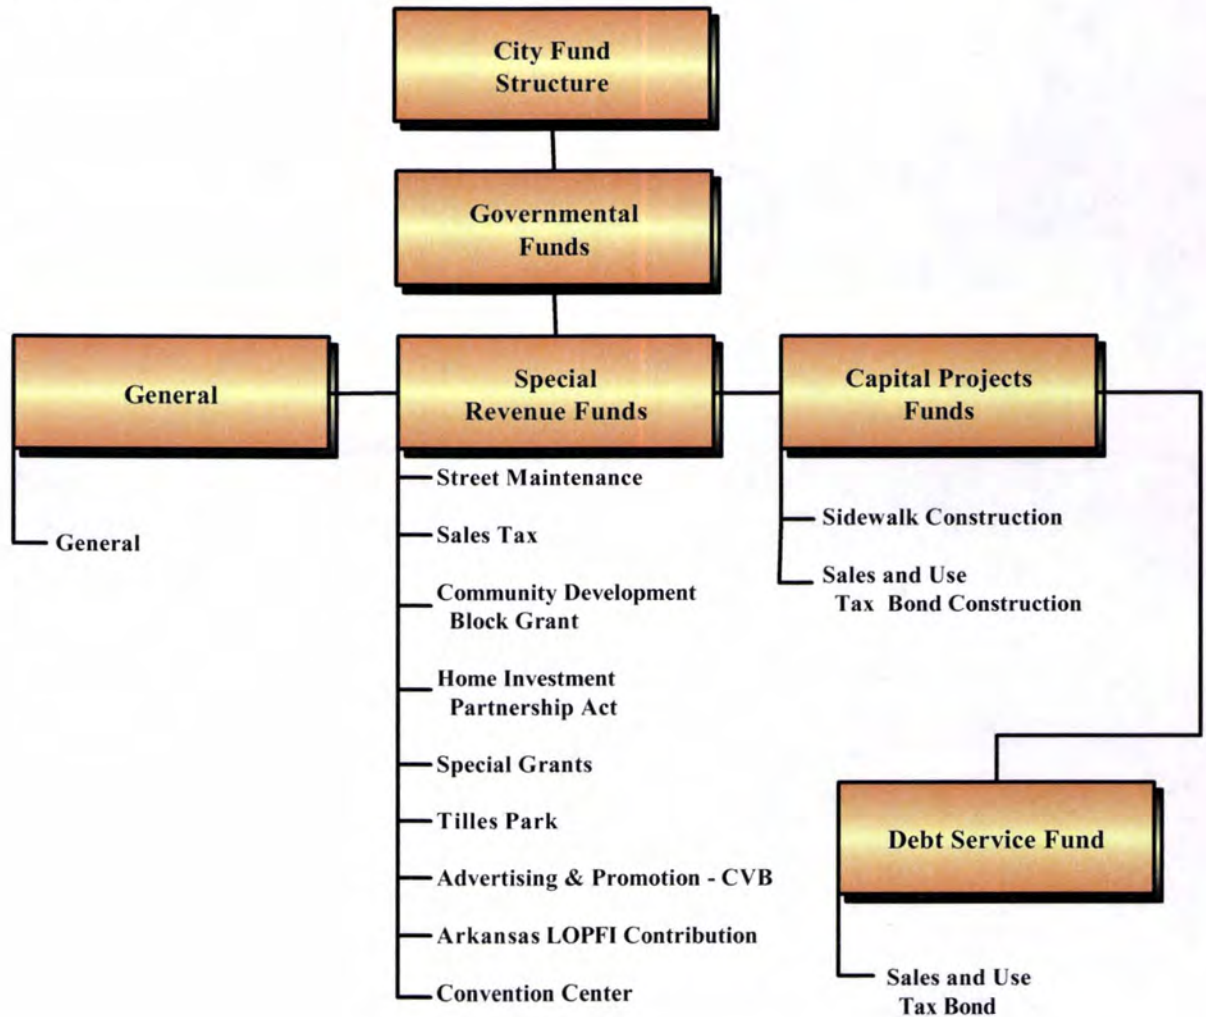 City Fund
Structure
Governmental
Funds
General
General
Special
Revenue Funds
Street Maintenance
Sales Tax
Community Development
Block Grant
Home Investment
Partnership Act
Special Grants
Tilles Park
Advertising & Promotion - CVB
Arkansas LOPFI Contribution
Convention Center
Capital Projects
Funds
Sidewalk Construction
Sales and Use
Tax Bond Construction
Debt Service Fund
Sales and Use
Tax Bond